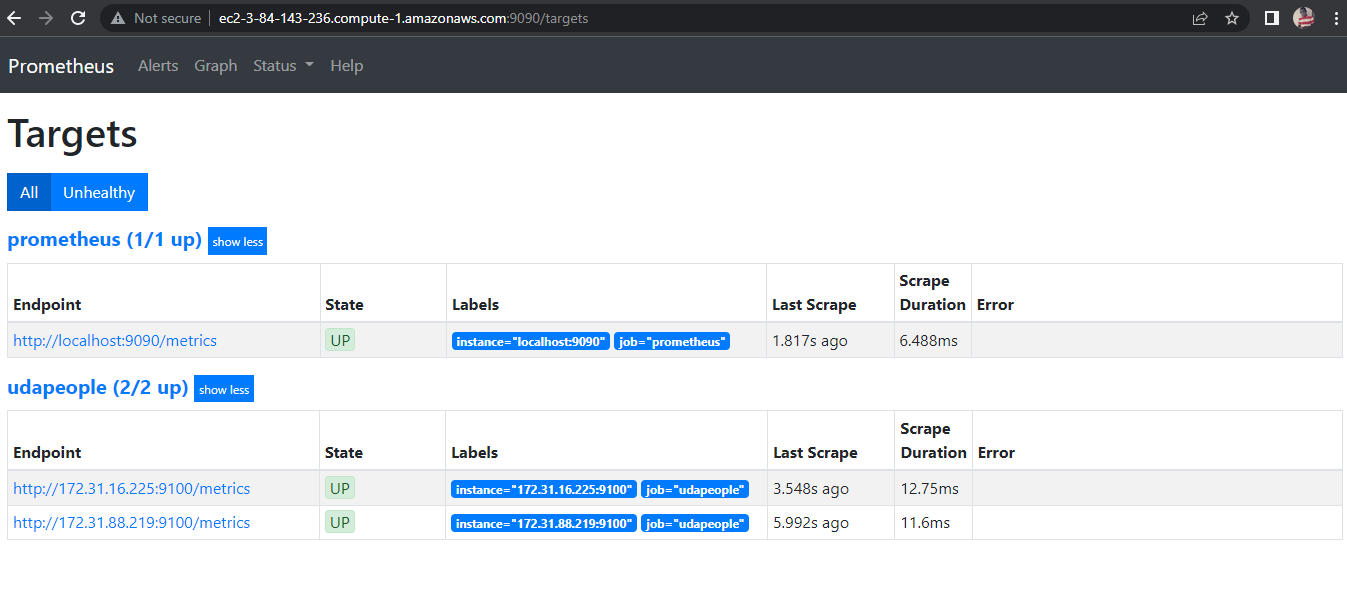 Not secure | ec2-3-84-143-236.compute-1.amazonaws.com:9090/targets
Prometheus Alerts Graph Status Help
Targets
All Unhealthy
prometheus (1/1 up) show less
Endpoint State Labels Last Scrape Scrape Duration Error
http://localhost:9090/metrics UP instance="localhost:9090" job="prometheus" 1.817s ago 6.488ms
udapeople (2/2 up) show less
Endpoint State Labels Last Scrape Scrape Duration Error
http://172.31.16.225:9100/metrics UP instance="172.31.16.225:9100" job="udapeople" 3.548s ago 12.75ms
http://172.31.88.219:9100/metrics UP instance="172.31.88.219:9100" job="udapeople" 5.992s ago 11.6ms